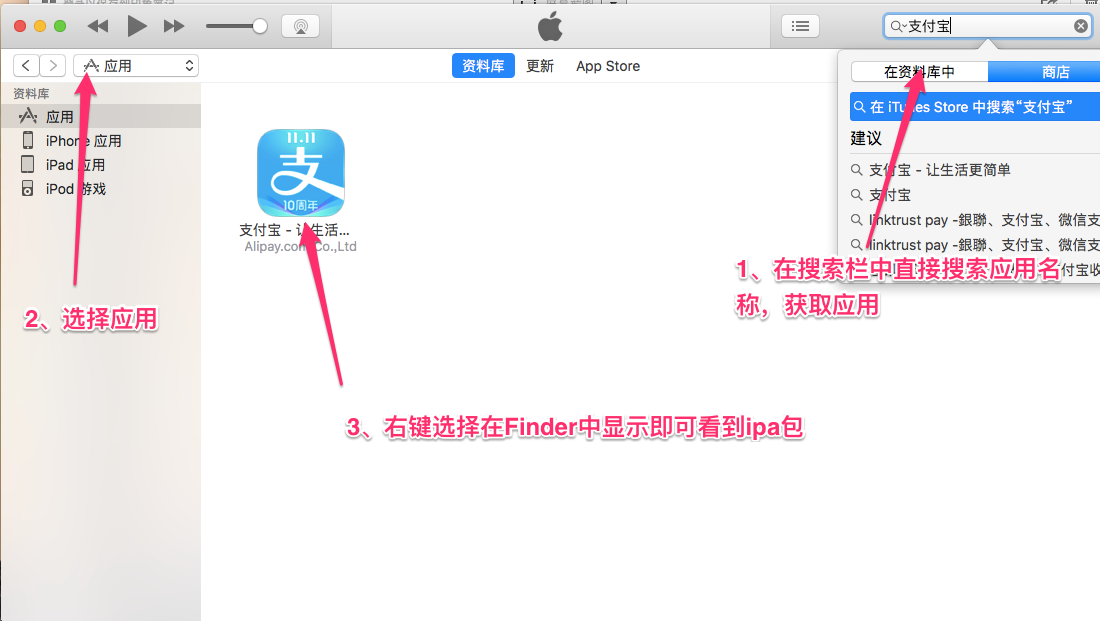 支付宝
应用
资料库
更新
App Store
在资料库中
商店
资料库
应用
iPhone 应用
iPad 应用
iPod 游戏
在 iTunes Store 中搜索“支付宝”
建议
支付宝 - 让生活更简单
支付宝
linktrust pay -銀聯、支付宝、微信支
linktrust pay -銀聯、支付宝、微信支
付宝收
11.11
支
10周年
支付宝 - 让生活...
Alipay.com Co.,Ltd
1、在搜索栏中直接搜索应用名
称，获取应用
2、选择应用
3、右键选择在Finder中显示即可看到ipa包